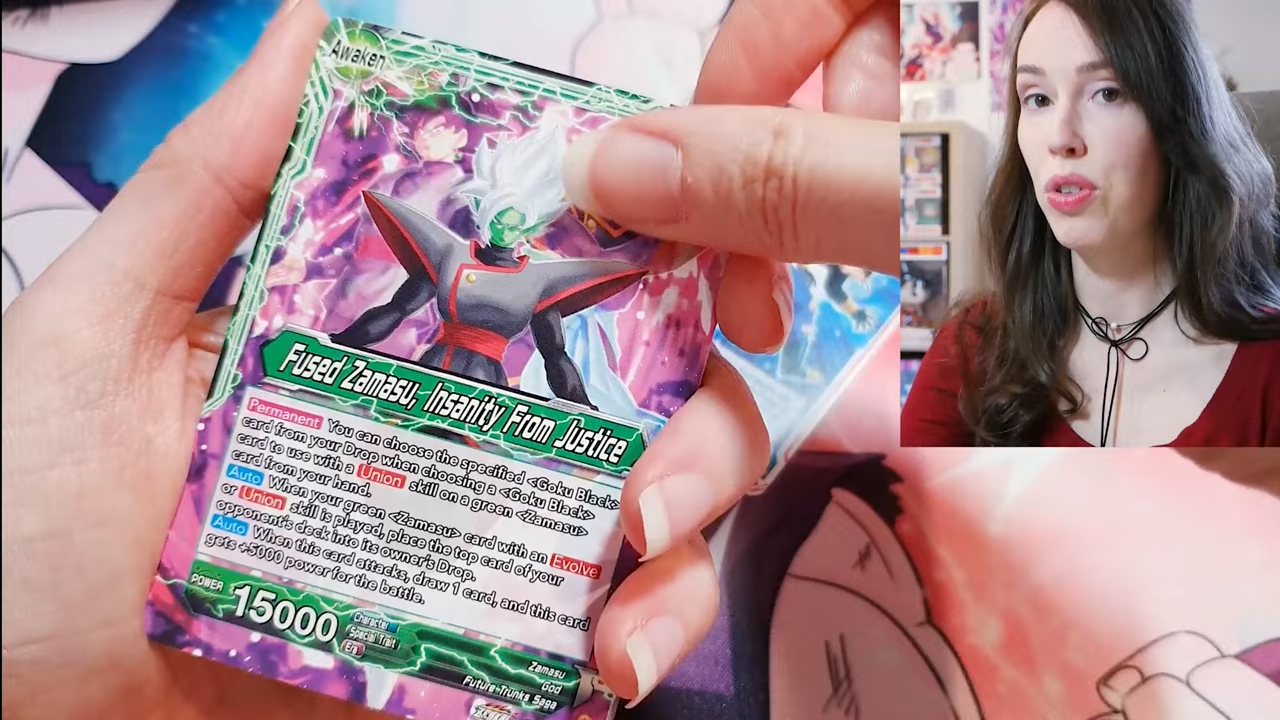 Awaken
Fused Zamasu, Insanity From Justice
Permanent You can choose the specified <Goku Black>
card from your Drop when choosing a <Goku Black>
card to use with a Union skill on a green <Zamasu>
card from your hand.
Auto When your green <Zamasu> card with an Evolve
or Union skill is played, place the top card of your
opponent's deck into its owner's Drop.
Auto When this card attacks, draw 1 card, and this card
gets +5000 power for the battle.
POWER 15000
Character Zamasu
Special Trait God
Era Future Trunks Saga